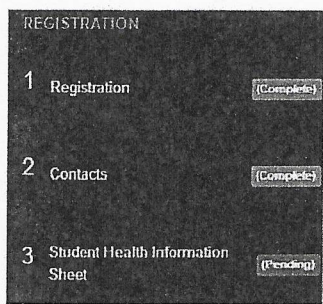 REGISTRATION
1 Registration (Complete)
2 Contacts (Complete)
3 Student Health Information (Pending)
Sheet